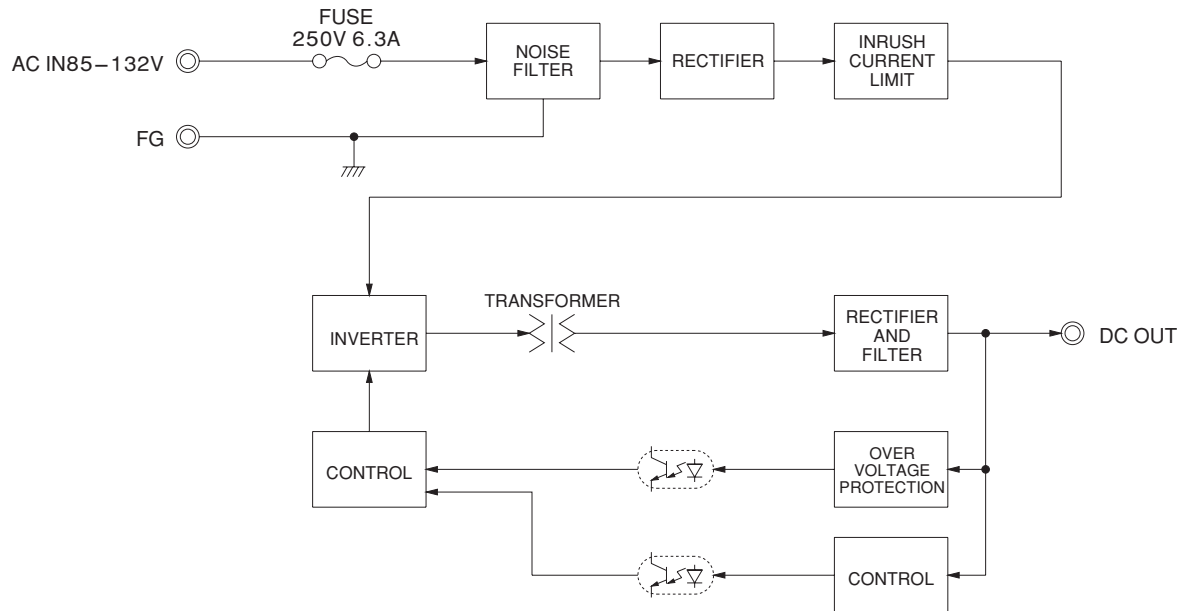 FUSE
250V 6.3A
AC IN85–132V
NOISE
FILTER
RECTIFIER
INRUSH
CURRENT
LIMIT
FG
TRANSFORMER
INVERTER
RECTIFIER
AND
FILTER
DC OUT
CONTROL
OVER
VOLTAGE
PROTECTION
CONTROL